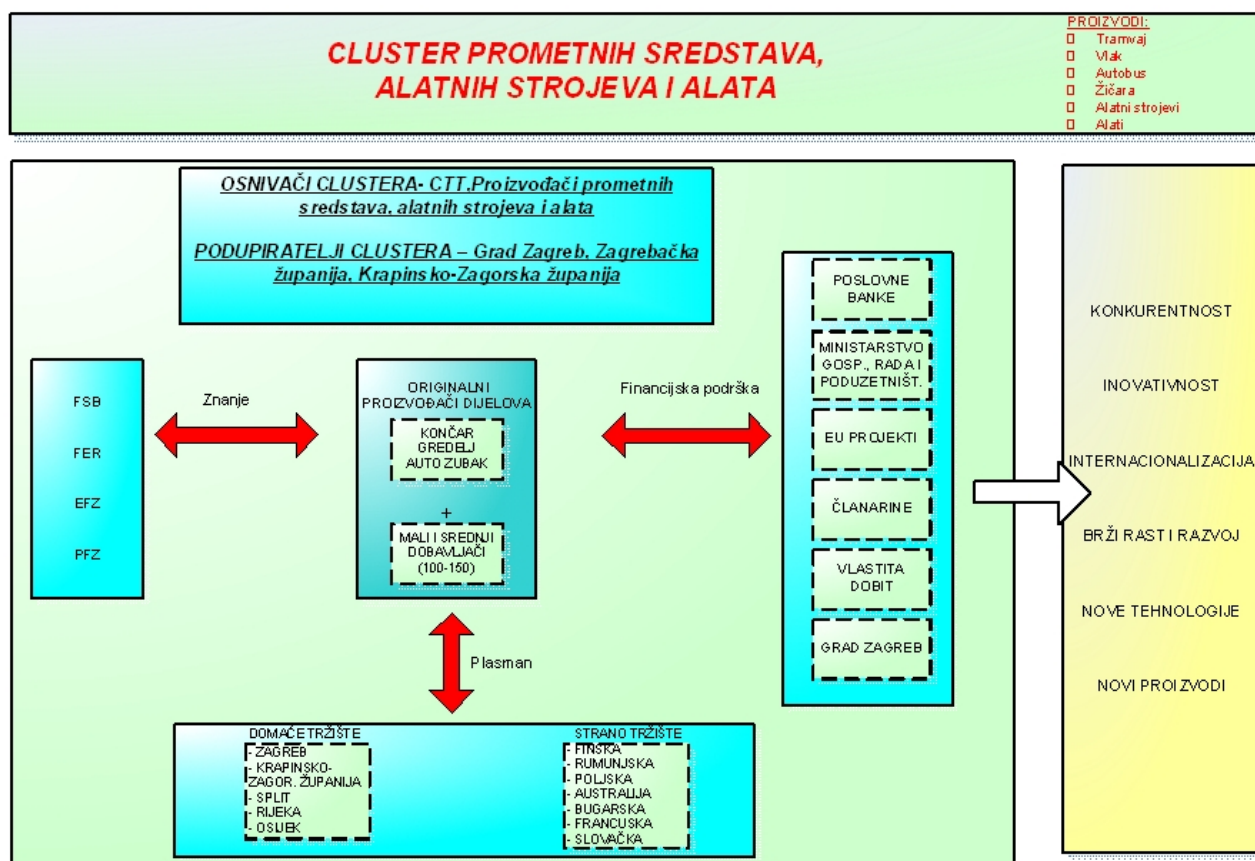 CLUSTER PROMETNIH SREDSTAVA,
ALATNIH STROJEVA I ALATA
PROIZVODI:
Tramvaj
Vlak
Autobus
Žičara
Alatni strojevi
Alati
OSNIVAČI CLUSTERA- CTT,Proizvođači prometnih
sredstava, alatnih strojeva i alata
PODUPIRATELJI CLUSTERA – Grad Zagreb, Zagrebačka
županija, Krapinsko-Zagorska županija
FSB
FER
EFZ
PFZ
Znanje
ORIGINALNI
PROIZVOĐAČI DIJELOVA
KONČAR
GREDELJ
AUTO ZUBAK
+
MALI I SREDNJI
DOBAVLJAČI
(100-150)
Financijska podrška
POSLOVNE
BANKE
MINISTARSTVO
GOSP., RADA I
PODUZETNIŠT.
EU PROJEKTI
ČLANARINE
VLASTITA
DOBIT
GRAD ZAGREB
Plasman
DOMAĆE TRŽIŠTE
- ZAGREB
- KRAPINSKO-
ZAGOR. ŽUPANIJA
- SPLIT
- RIJEKA
- OSIJEK
STRANO TRŽIŠTE
- FINSKA
- RUMUNJSKA
- POLJSKA
- AUSTRALIJA
- BUGARSKA
- FRANCUSKA
- SLOVAČKA
KONKURENTNOST
INOVATIVNOST
INTERNACIONALIZACIJA
BRŽI RAST I RAZVOJ
NOVE TEHNOLOGIJE
NOVI PROIZVODI